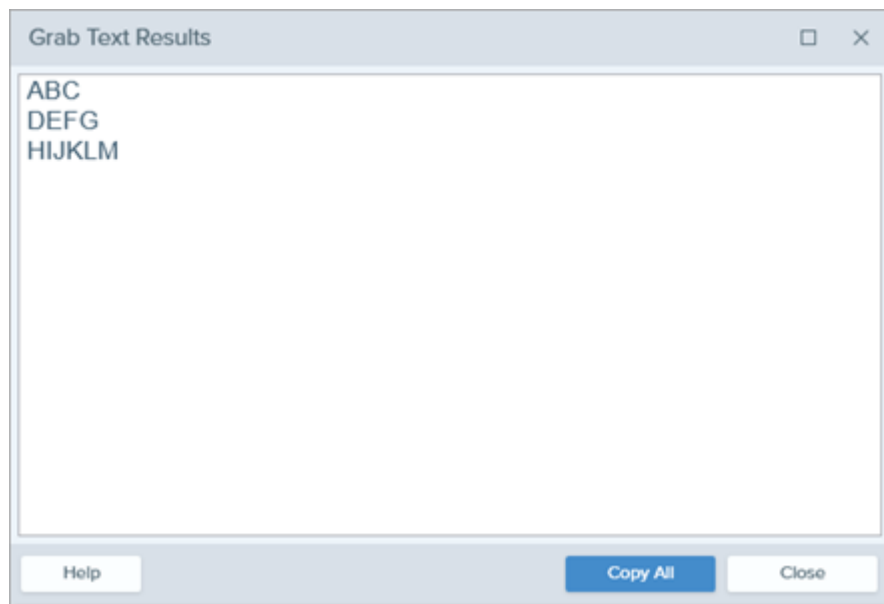 Grab Text Results
ABC
DEFG
HIJKLM
Help
Copy All
Close